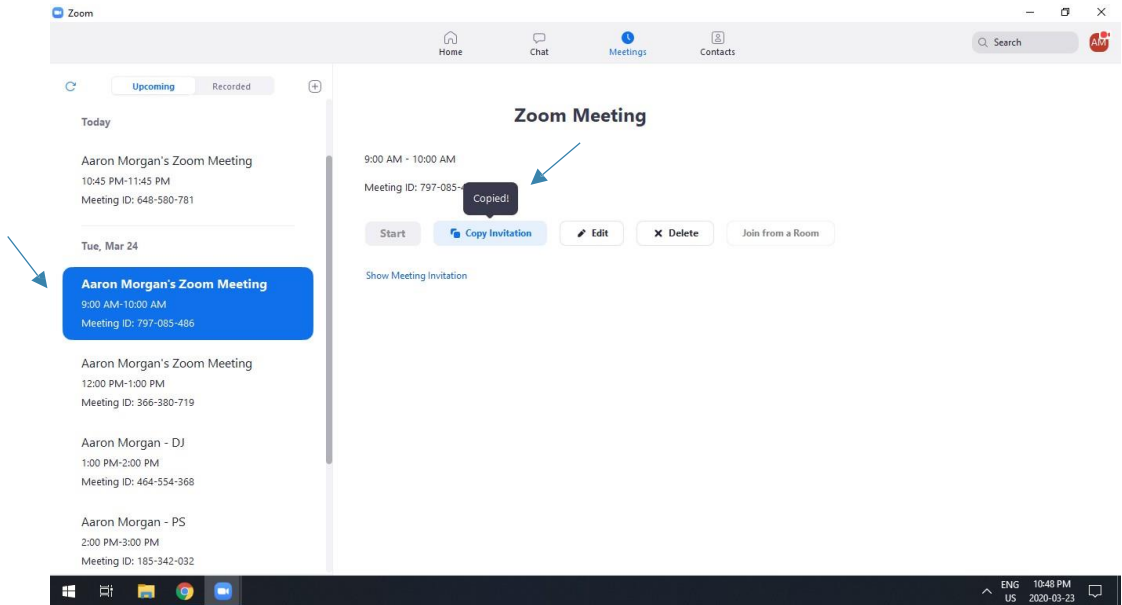 Zoom
Home
Chat
Meetings
Contacts
Search
AM
Upcoming
Recorded
Today
Aaron Morgan's Zoom Meeting
10:45 PM-11:45 PM
Meeting ID: 648-580-781
Tue, Mar 24
Aaron Morgan's Zoom Meeting
9:00 AM-10:00 AM
Meeting ID: 797-085-486
Aaron Morgan's Zoom Meeting
12:00 PM-1:00 PM
Meeting ID: 366-380-719
Aaron Morgan - DJ
1:00 PM-2:00 PM
Meeting ID: 464-554-368
Aaron Morgan - PS
2:00 PM-3:00 PM
Meeting ID: 185-342-032
Zoom Meeting
9:00 AM - 10:00 AM
Meeting ID: 797-085-
Copied!
Start
Copy Invitation
Edit
Delete
Join from a Room
Show Meeting Invitation
ENG
US
10:48 PM
2020-03-23